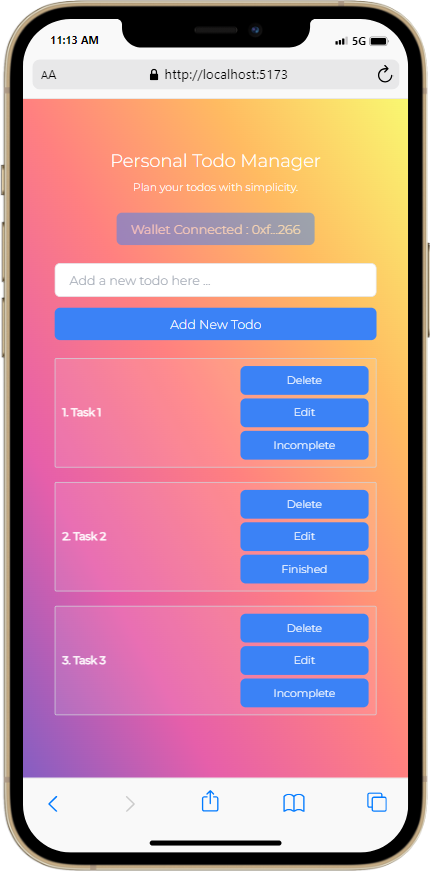 11:13 AM 5G
AA http://localhost:5173
Personal Todo Manager
Plan your todos with simplicity.
Wallet Connected : 0xf...266
Add a new todo here ...
Add New Todo
Delete
1. Task 1 Edit
Incomplete
Delete
2. Task 2 Edit
Finished
Delete
3. Task 3 Edit
Incomplete